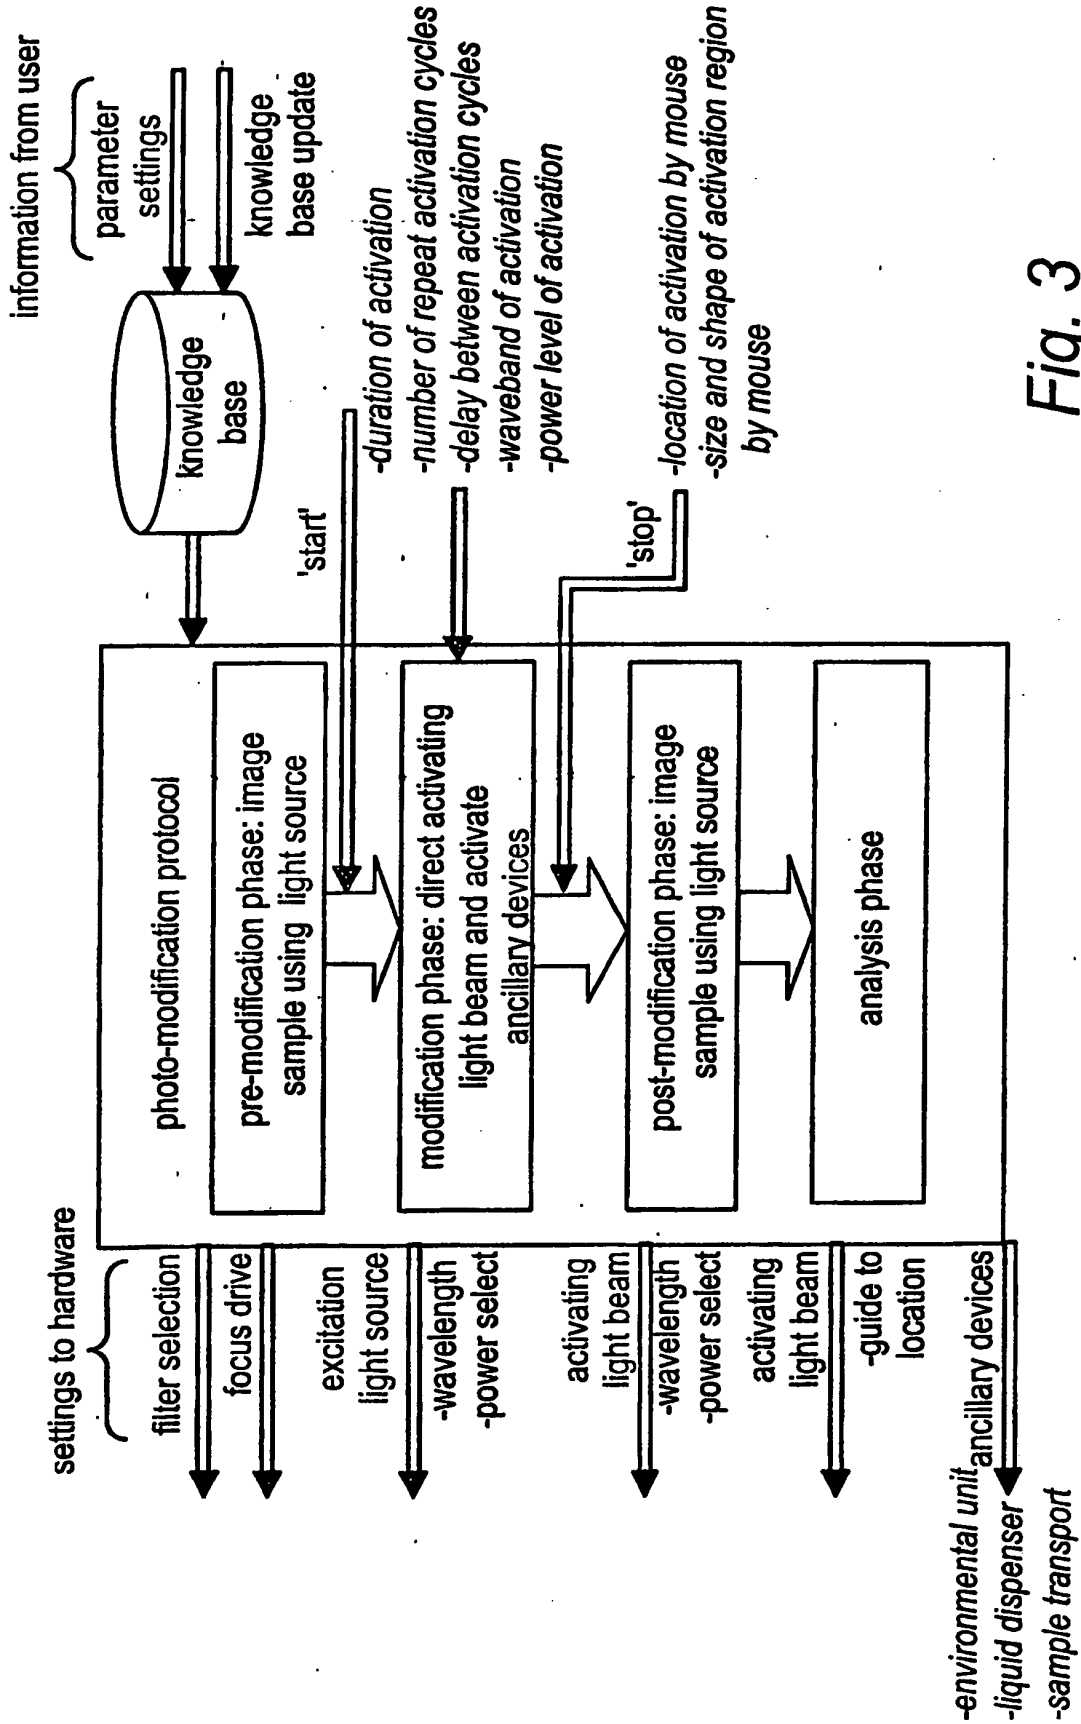 settings to hardware
filter selection
focus drive
excitation
light source
-wavelength
-power select
activating
light beam
-wavelength
-power select
activating
light beam
-guide to
location
ancillary devices
-environmental unit
-liquid dispenser
-sample transport
photo-modification protocol
pre-modification phase: image
sample using light source
modification phase: direct activating
light beam and activate
ancillary devices
post-modification phase: image
sample using light source
analysis phase
information from user
parameter
settings
knowledge
base update
knowledge
base
'start'
-duration of activation
-number of repeat activation cycles
-delay between activation cycles
-waveband of activation
-power level of activation
'stop'
-location of activation by mouse
-size and shape of activation region
by mouse
Fig. 3